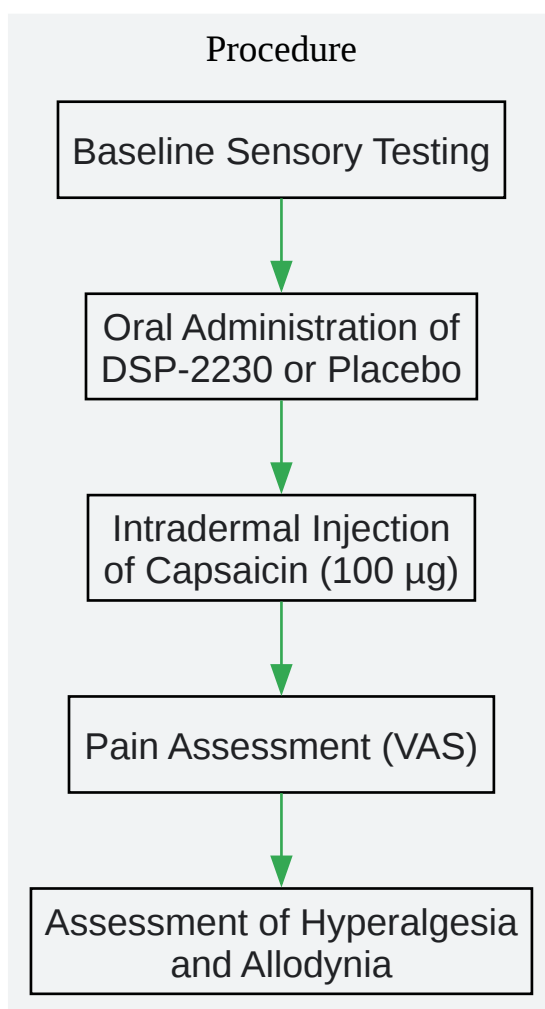 Procedure
Baseline Sensory Testing
Oral Administration of
DSP-2230 or Placebo
Intradermal Injection
of Capsaicin (100 µg)
Pain Assessment (VAS)
Assessment of Hyperalgesia
and Allodynia